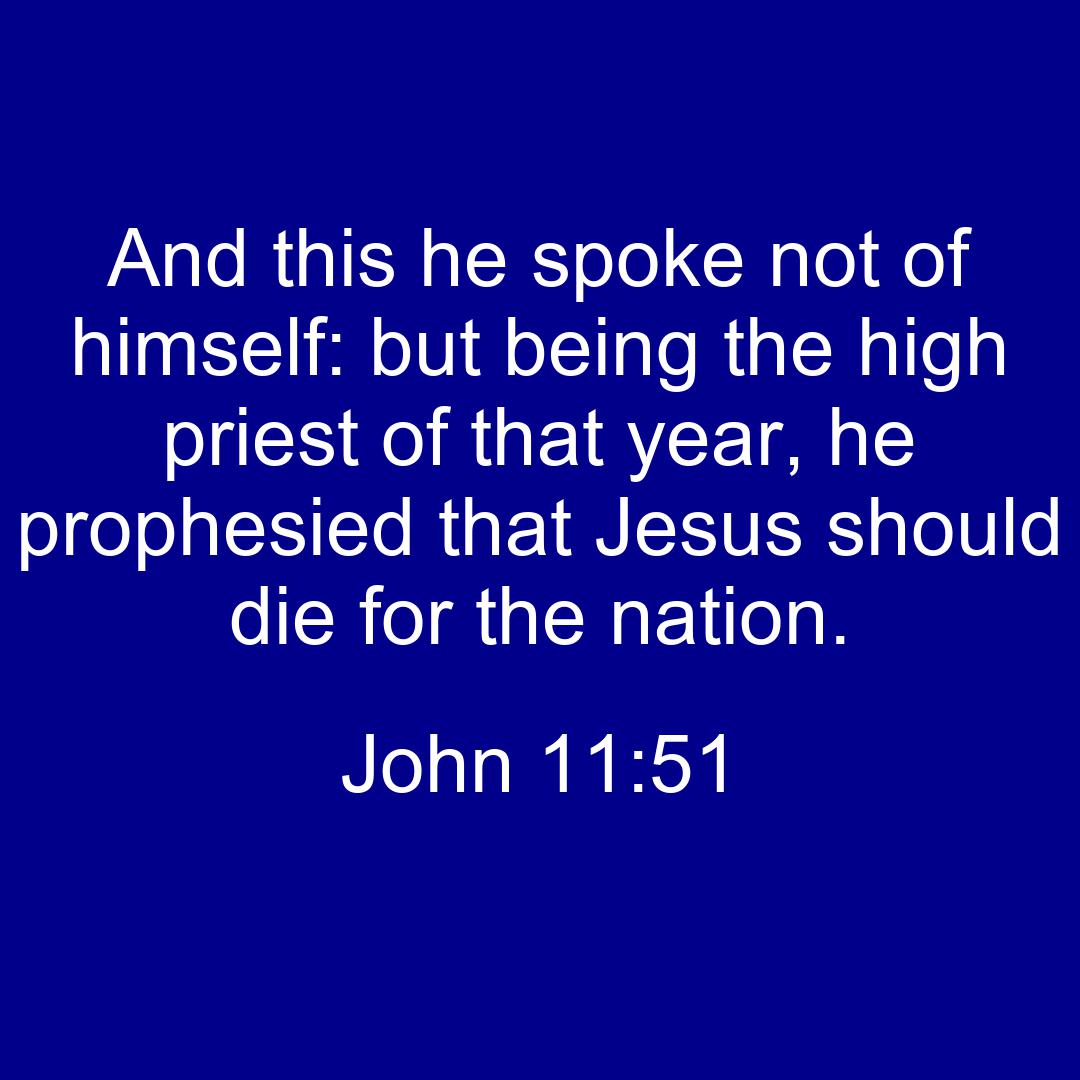 And this he spoke not of
himself: but being the high
priest of that year, he
prophesied that Jesus should
die for the nation.
John 11:51